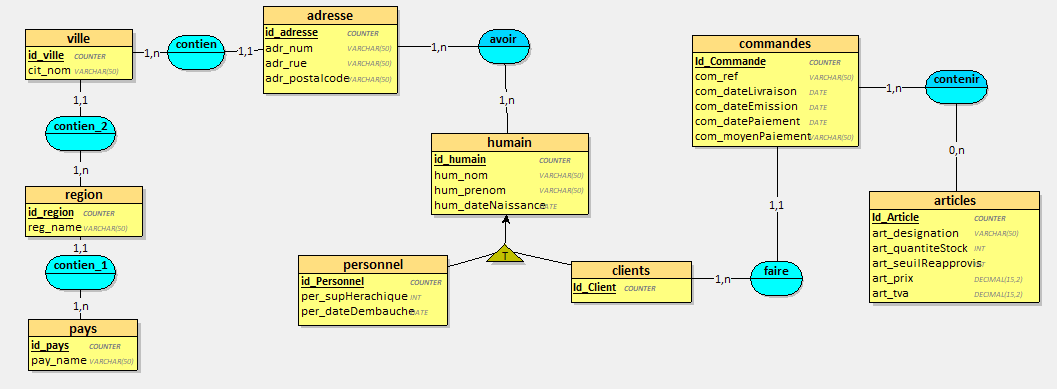 ville
id_ville COUNTER
cit_nom VARCHAR(50)
1,n
contien
1,1
adresse
id_adresse COUNTER
adr_num VARCHAR(50)
adr_rue VARCHAR(50)
adr_postalcode VARCHAR(50)
1,n
avoir
1,n
1,1
contien_2
1,n
region
id_region COUNTER
reg_name VARCHAR(50)
1,1
contien_1
1,n
pays
id_pays COUNTER
pay_name VARCHAR(50)
humain
id_humain COUNTER
hum_nom VARCHAR(50)
hum_prenom VARCHAR(50)
hum_dateNaissance DATE
T
personnel
id_Personnel COUNTER
per_supHerachique INT
per_dateDembauche DATE
clients
Id_Client COUNTER
1,n
faire
1,1
commandes
Id_Commande COUNTER
com_ref VARCHAR(50)
com_dateLivraison DATE
com_dateEmission DATE
com_datePaiement DATE
com_moyenPaiement VARCHAR(50)
1,n
contenir
0,n
articles
Id_Article COUNTER
art_designation VARCHAR(50)
art_quantiteStock INT
art_seuilReapprovis
art_prix DECIMAL(15,2)
art_tva DECIMAL(15,2)